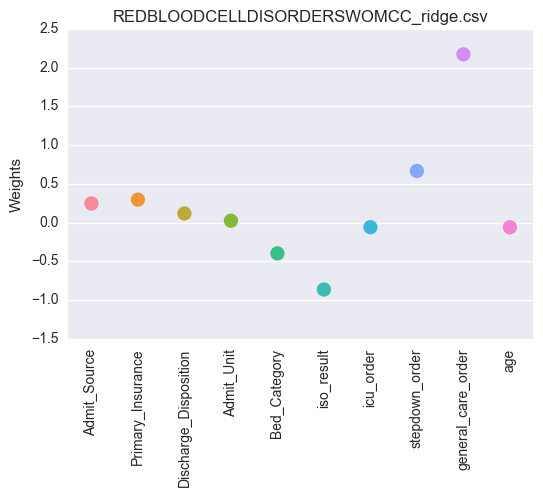 REDBLOODCELLDISORDERSWOMCC_ridge.csv
2.5
2.0
1.5
1.0
0.5
0.0
−0.5
−1.0
−1.5
Weights
Admit_Source
Primary_Insurance
Discharge_Disposition
Admit_Unit
Bed_Category
iso_result
icu_order
stepdown_order
general_care_order
age